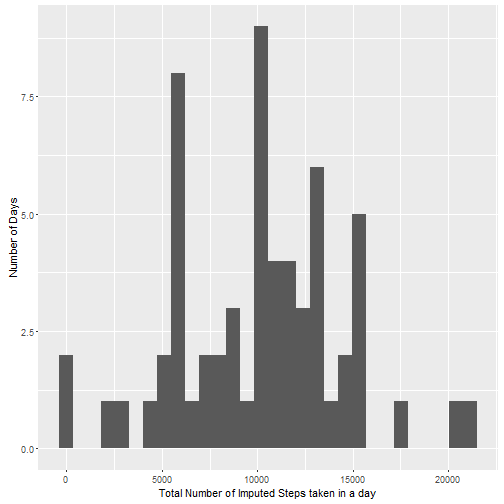 7.5
5.0
2.5
0.0
Number of Days
0 5000 10000 15000 20000
Total Number of Imputed Steps taken in a day